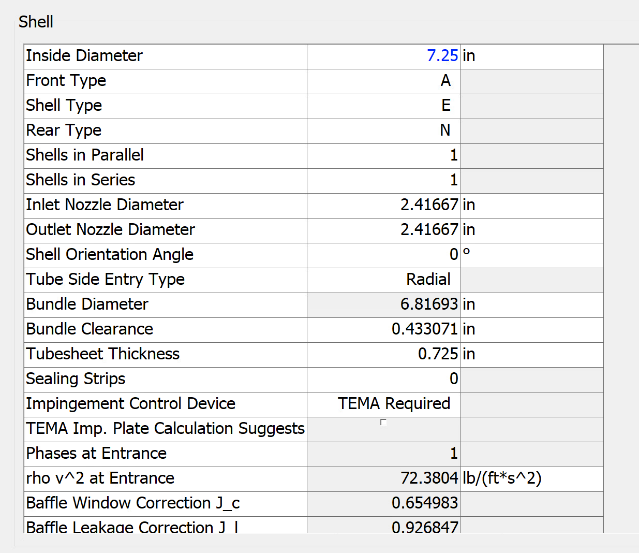 Shell
Inside Diameter 7.25 in
Front Type A
Shell Type E
Rear Type N
Shells in Parallel 1
Shells in Series 1
Inlet Nozzle Diameter 2.41667 in
Outlet Nozzle Diameter 2.41667 in
Shell Orientation Angle 0 º
Tube Side Entry Type Radial
Bundle Diameter 6.81693 in
Bundle Clearance 0.433071 in
Tubesheet Thickness 0.725 in
Sealing Strips 0
Impingement Control Device TEMA Required
TEMA Imp. Plate Calculation Suggests
Phases at Entrance 1
rho v^2 at Entrance 72.3804 lb/(ft*s^2)
Baffle Window Correction J_c 0.654983
Baffle Leakage Correction J_l 0.926847